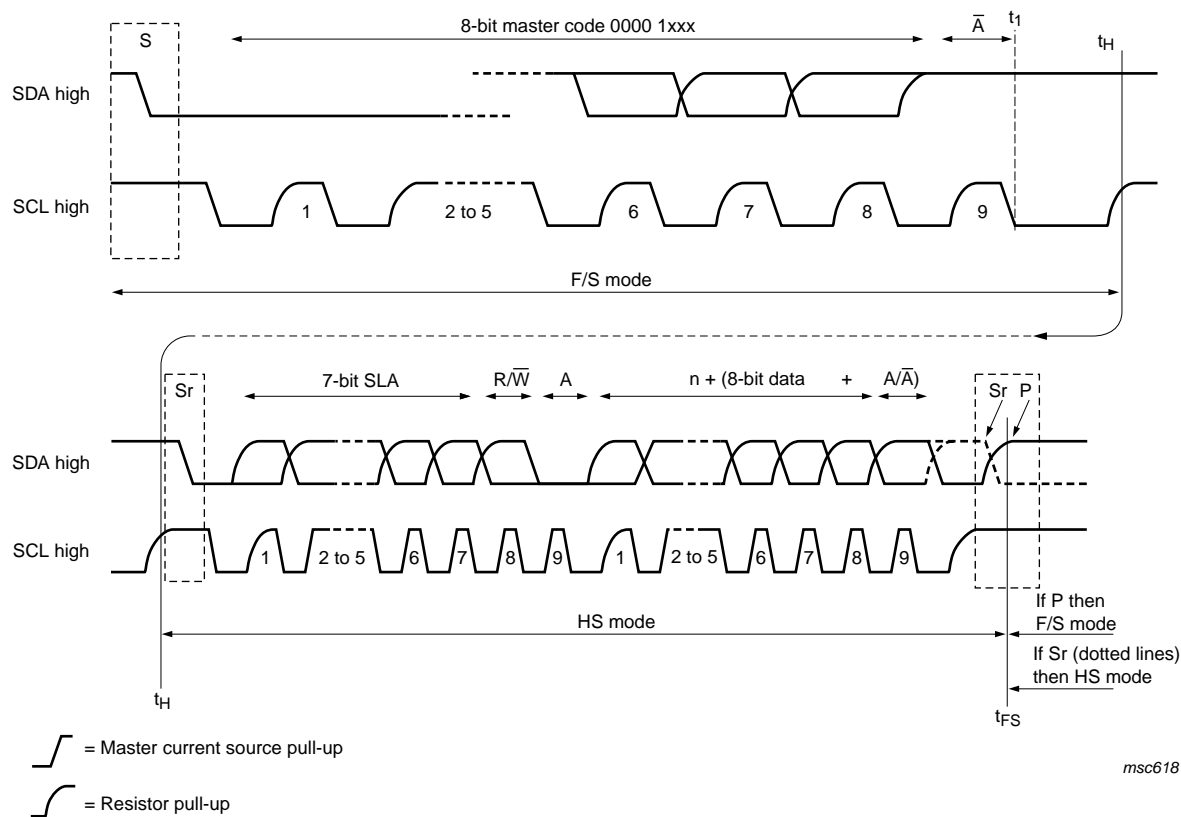 S
8-bit master code 0000 1xxx
A̅
t1
tH
SDA high
SCL high
1
2 to 5
6
7
8
9
F/S mode
Sr
7-bit SLA
R/W̅
A
n + (8-bit data
+
A/A̅)
Sr
P
SDA high
SCL high
1
2 to 5
6
7
8
9
1
2 to 5
6
7
8
9
HS mode
If P then
F/S mode
If Sr (dotted lines)
then HS mode
tH
tFS
= Master current source pull-up
= Resistor pull-up
msc618